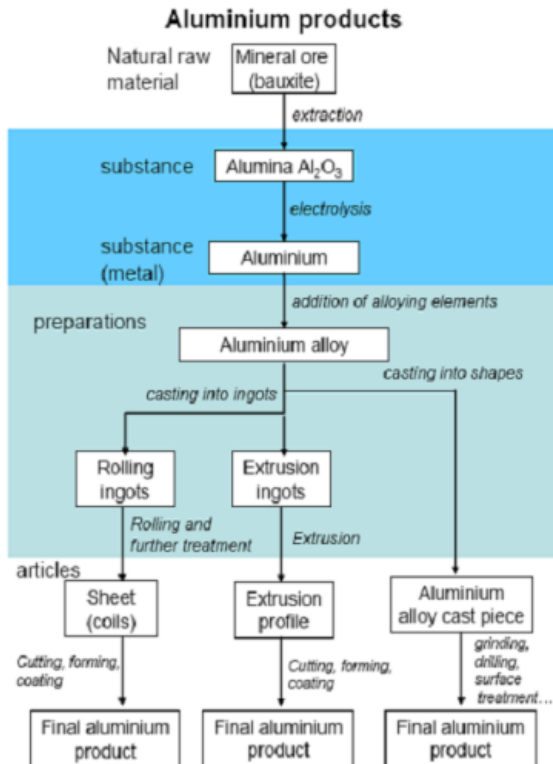 Aluminium products
Natural raw
material
Mineral ore
(bauxite)
extraction
substance
Alumina Al₂O₃
electrolysis
substance
(metal)
Aluminium
addition of alloying elements
preparations
Aluminium alloy
casting into ingots
casting into shapes
Rolling
ingots
Extrusion
ingots
Rolling and
further treatment
Extrusion
articles
Sheet
(coils)
Extrusion
profile
Aluminium
alloy cast piece
Cutting, forming,
coating
Cutting, forming,
coating
grinding,
drilling,
surface
treatment...
Final aluminium
product
Final aluminium
product
Final aluminium
product